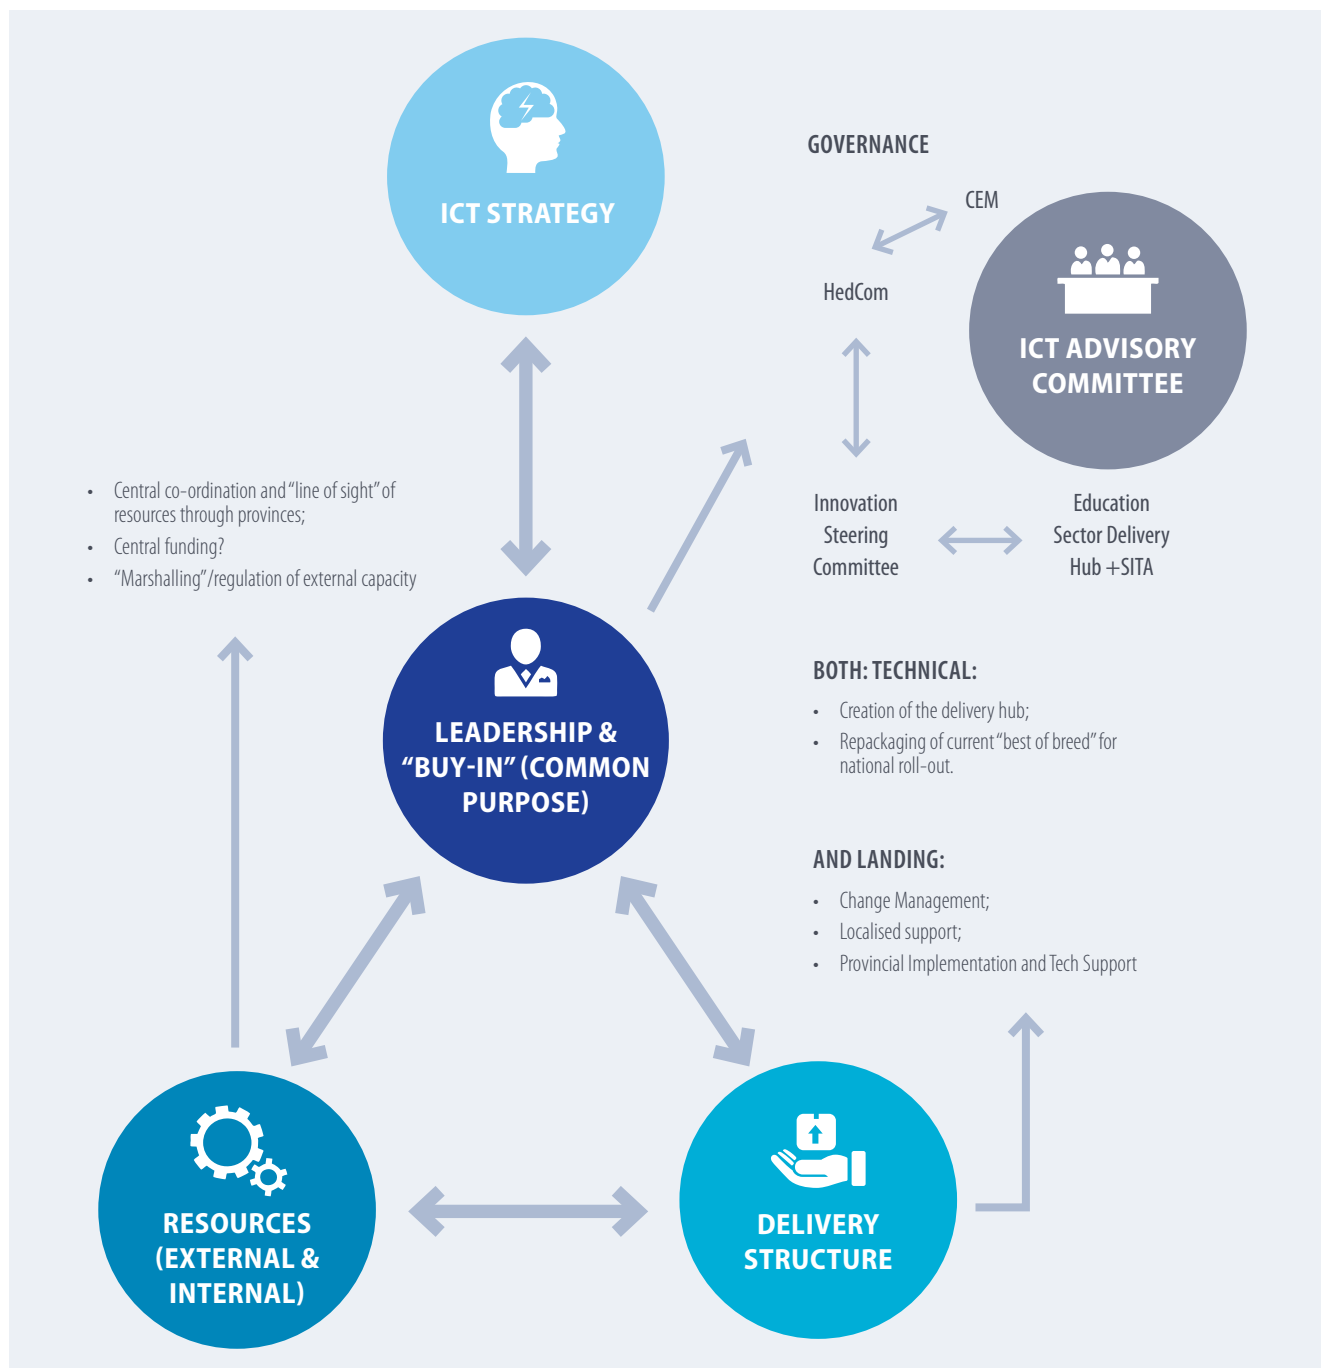 ICT STRATEGY
GOVERNANCE
CEM
HedCom
ICT ADVISORY
COMMITTEE
Innovation
Steering
Committee
Education
Sector Delivery
Hub +SITA
• Central co-ordination and “line of sight” of
resources through provinces;
• Central funding?
• “Marshalling”/regulation of external capacity
LEADERSHIP &
“BUY-IN” (COMMON
PURPOSE)
BOTH: TECHNICAL:
• Creation of the delivery hub;
• Repackaging of current “best of breed” for
national roll-out.
AND LANDING:
• Change Management;
• Localised support;
• Provincial Implementation and Tech Support
RESOURCES
(EXTERNAL &
INTERNAL)
DELIVERY
STRUCTURE